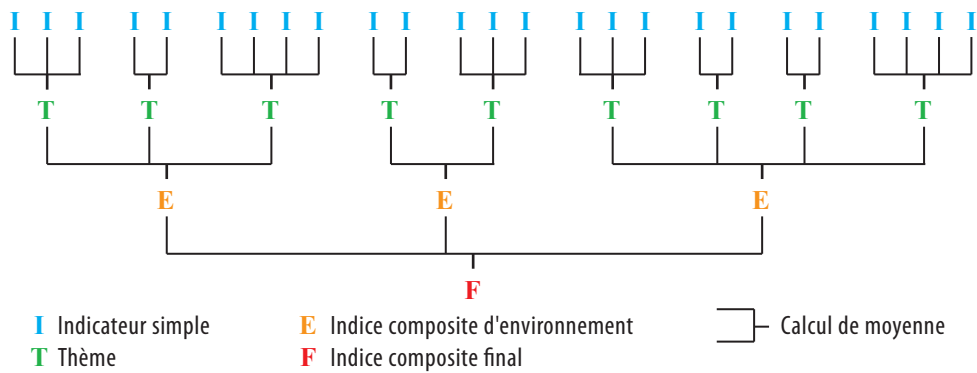 I I I I I I I I I I I I I I I I I I I I I I I I I
T T T T T T T T T
E E E
F
I Indicateur simple
T Thème
E Indice composite d'environnement
F Indice composite final
Calcul de moyenne